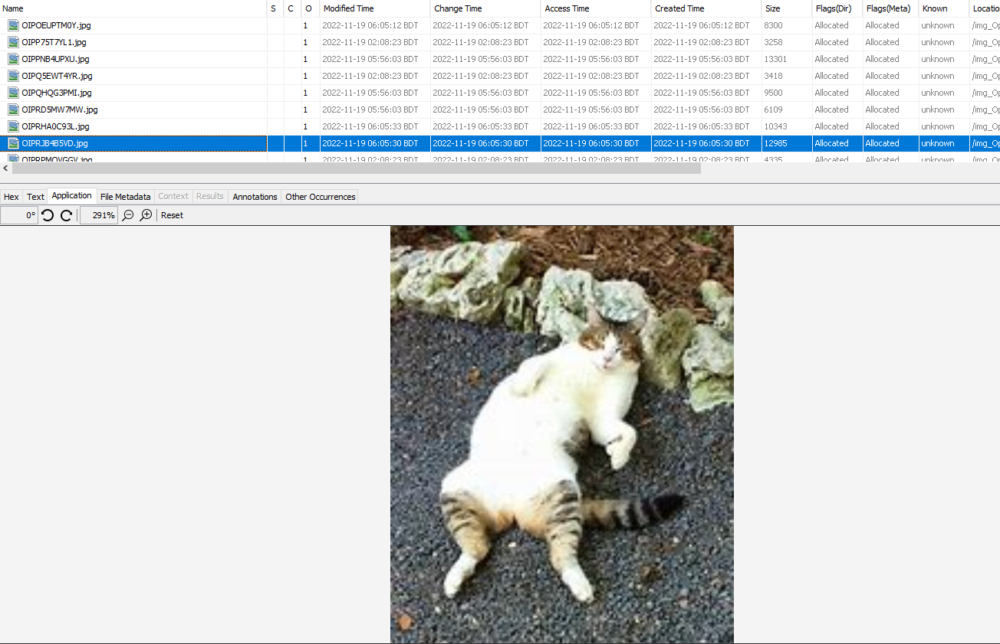 Name S C O Modified Time Change Time Access Time Created Time Size Flags(Dir) Flags(Meta) Known Locatio
OIPOEUPTM0Y.jpg 1 2022-11-19 06:05:12 BDT 2022-11-19 06:05:12 BDT 2022-11-19 06:05:12 BDT 2022-11-19 06:05:12 BDT 8300 Allocated Allocated unknown /img_Op
OIPP75T7YL1.jpg 1 2022-11-19 06:05:12 BDT 2022-11-19 06:05:12 BDT 2022-11-19 06:05:12 BDT 2022-11-19 06:05:12 BDT 3258 Allocated Allocated unknown /img_Op
OIPPNB4UPXU.jpg 1 2022-11-19 05:56:03 BDT 2022-11-19 05:56:03 BDT 2022-11-19 05:56:03 BDT 2022-11-19 05:56:03 BDT 13301 Allocated Allocated unknown /img_Op
OIPQ5EWT4YR.jpg 1 2022-11-19 02:08:23 BDT 2022-11-19 02:08:23 BDT 2022-11-19 02:08:23 BDT 2022-11-19 02:08:23 BDT 3418 Allocated Allocated unknown /img_Op
OIPQHQG3PMI.jpg 1 2022-11-19 05:56:03 BDT 2022-11-19 05:56:03 BDT 2022-11-19 05:56:03 BDT 2022-11-19 05:56:03 BDT 9500 Allocated Allocated unknown /img_Op
OIPRD5MW7MW.jpg 1 2022-11-19 05:56:03 BDT 2022-11-19 05:56:03 BDT 2022-11-19 05:56:03 BDT 2022-11-19 05:56:03 BDT 6109 Allocated Allocated unknown /img_Op
OIPRHA0C93L.jpg 1 2022-11-19 06:05:33 BDT 2022-11-19 06:05:33 BDT 2022-11-19 06:05:33 BDT 2022-11-19 06:05:33 BDT 10343 Allocated Allocated unknown /img_Op
OIPRJB4B5VD.jpg 1 2022-11-19 06:05:30 BDT 2022-11-19 06:05:30 BDT 2022-11-19 06:05:30 BDT 2022-11-19 06:05:30 BDT 12985 Allocated Allocated unknown /img_Op
1 2022-11-19 02:08:23 BDT 2022-11-19 02:08:23 BDT 2022-11-19 02:08:23 BDT 2022-11-19 02:08:23 BDT 4335 Allocated Allocated unknown /img_Op
Hex Text Application File Metadata Context Results Annotations Other Occurrences
0° 291% Reset